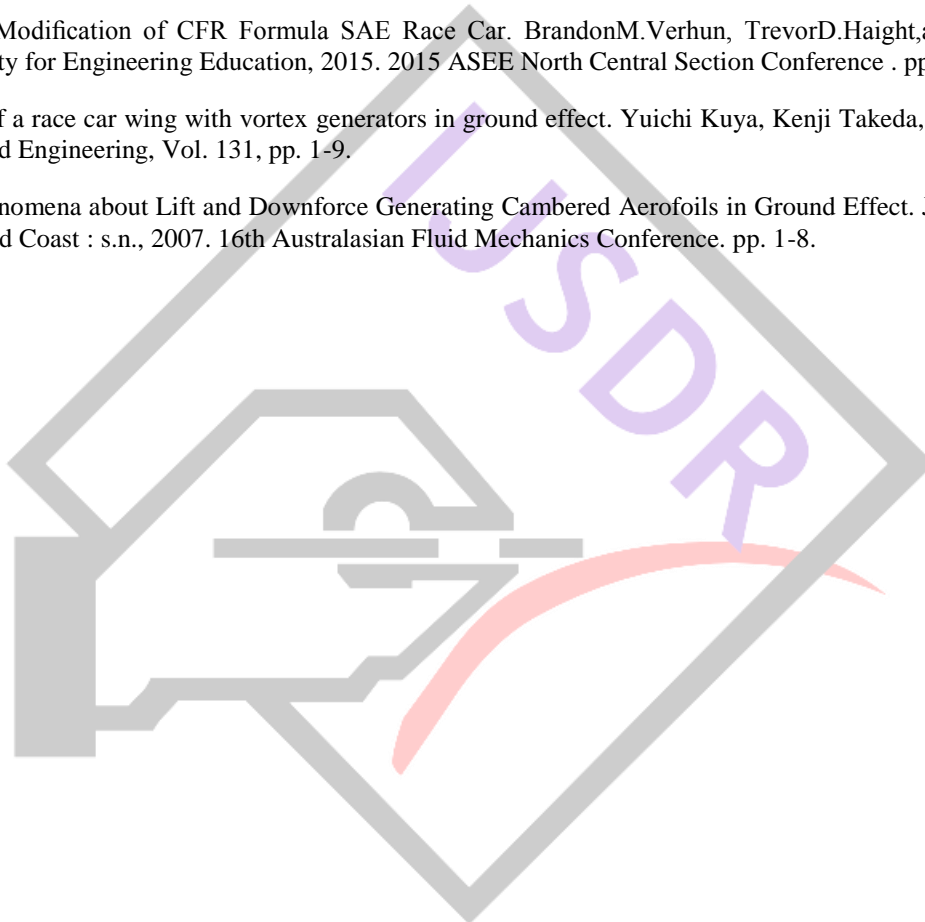 Modification of CFR Formula SAE Race Car. BrandonM.Verhun, TrevorD.Haight,a
ty for Engineering Education, 2015. 2015 ASEE North Central Section Conference . pp
f a race car wing with vortex generators in ground effect. Yuichi Kuya, Kenji Takeda,
d Engineering, Vol. 131, pp. 1-9.
nomena about Lift and Downforce Generating Cambered Aerofoils in Ground Effect. J
d Coast : s.n., 2007. 16th Australasian Fluid Mechanics Conference. pp. 1-8.
IJSDR